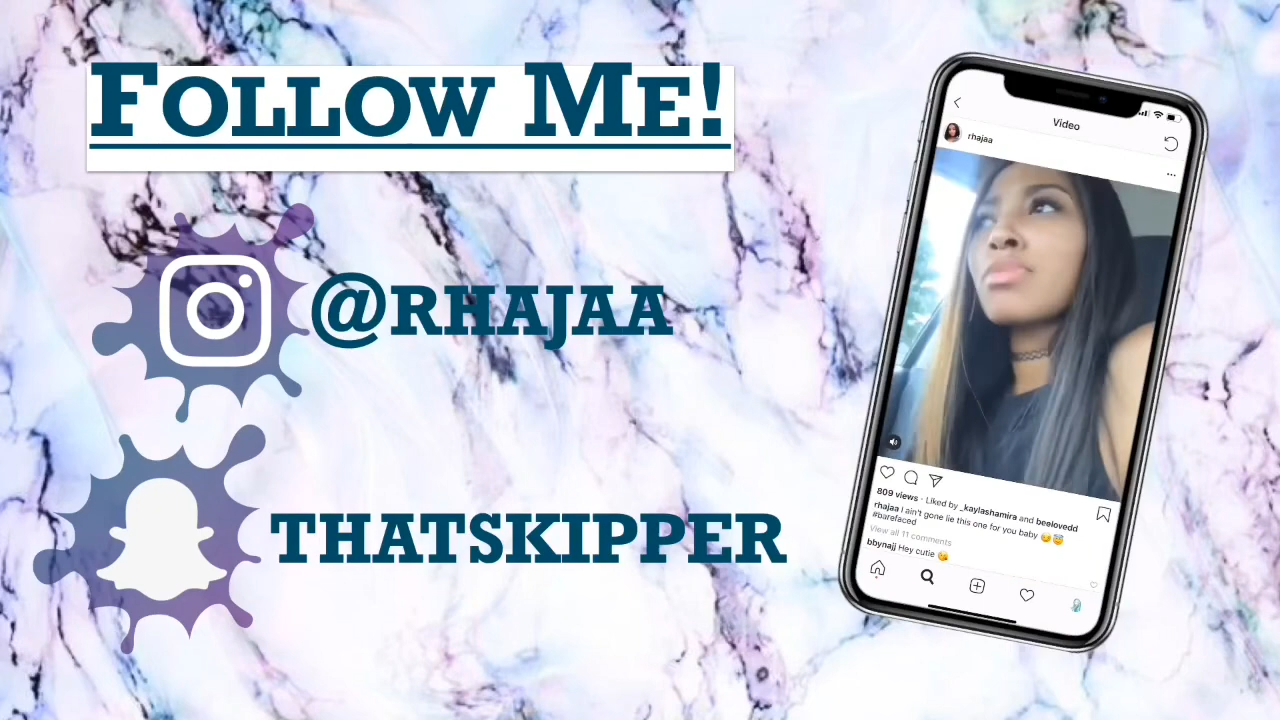 FOLLOW ME!
@RHAJAA
THATSKIPPER
Video
rhajaa
809 views · Liked by _kaylashamira and beelovedd
rhajaa I ain't gone lie this one for you baby 😏😇
#barefaced
View all 11 comments
bbynajj Hey cutie 😘